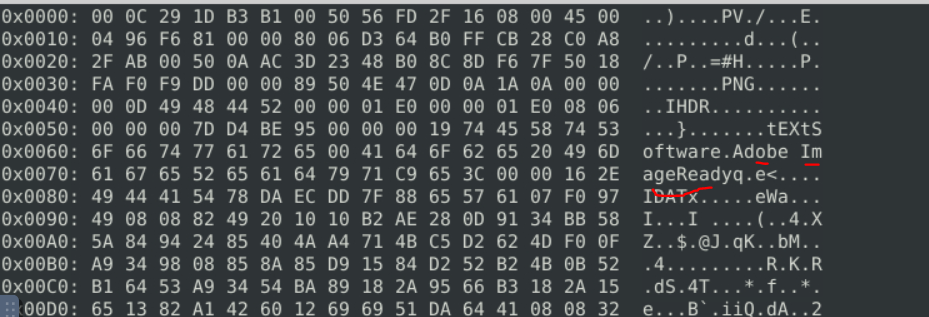 0x0000: 00 0C 29 1D B3 B1 00 50 56 FD 2F 16 08 00 45 00 ..)....PV./...E.
0x0010: 04 96 F6 81 00 00 80 06 D3 64 B0 FF CB 28 C0 A8 .........d...(..
0x0020: 2F AB 00 50 0A AC 3D 23 48 B0 8C 8D F6 7F 50 18 /..P..=#H.....P.
0x0030: FA F0 F9 DD 00 00 89 50 4E 47 0D 0A 1A 0A 00 00 .......PNG......
0x0040: 00 0D 49 48 44 52 00 00 01 E0 00 00 01 E0 08 06 ..IHDR..........
0x0050: 00 00 00 7D D4 BE 95 00 00 00 19 74 45 58 74 53 ...}.......tEXtS
0x0060: 6F 66 74 77 61 72 65 00 41 64 6F 62 65 20 49 6D oftware.Adobe Im
0x0070: 61 67 65 52 65 61 64 79 71 C9 65 3C 00 00 16 2E ageReadyq.e<....
0x0080: 49 44 41 54 78 DA EC DD 7F 88 65 57 61 07 F0 97 IDATx.....eWa...
0x0090: 49 08 08 82 49 20 10 10 B2 AE 28 0D 91 34 BB 58 I...I ....(..4.X
0x00A0: 5A 84 94 24 85 40 4A A4 71 4B C5 D2 62 4D F0 0F Z..$.@J.qK..bM..
0x00B0: A9 34 98 08 85 8A 85 D9 15 84 D2 52 B2 4B 0B 52 .4.........R.K.R
0x00C0: B1 64 53 A9 34 54 BA 89 18 2A 95 66 B3 18 2A 15 .dS.4T...*.f..*.
00D0: 65 13 82 A1 42 60 12 69 69 51 DA 64 41 08 08 32 e...B`.iiQ.dA..2